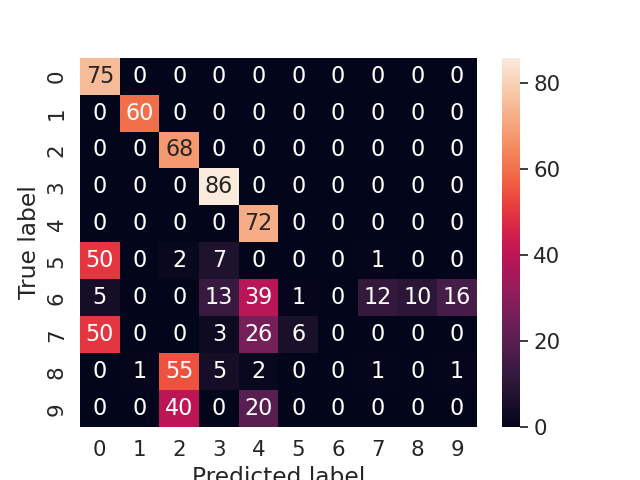 0 75 0 0 0 0 0 0 0 0 0
1 0 60 0 0 0 0 0 0 0 0
2 0 0 68 0 0 0 0 0 0 0
3 0 0 0 86 0 0 0 0 0 0
4 0 0 0 0 72 0 0 0 0 0
5 50 0 2 7 0 0 0 1 0 0
6 5 0 0 13 39 1 0 12 10 16
7 50 0 0 3 26 6 0 0 0 0
8 0 1 55 5 2 0 0 1 0 1
9 0 0 40 0 20 0 0 0 0 0
0 1 2 3 4 5 6 7 8 9
True label
Predicted label
80
60
40
20
0